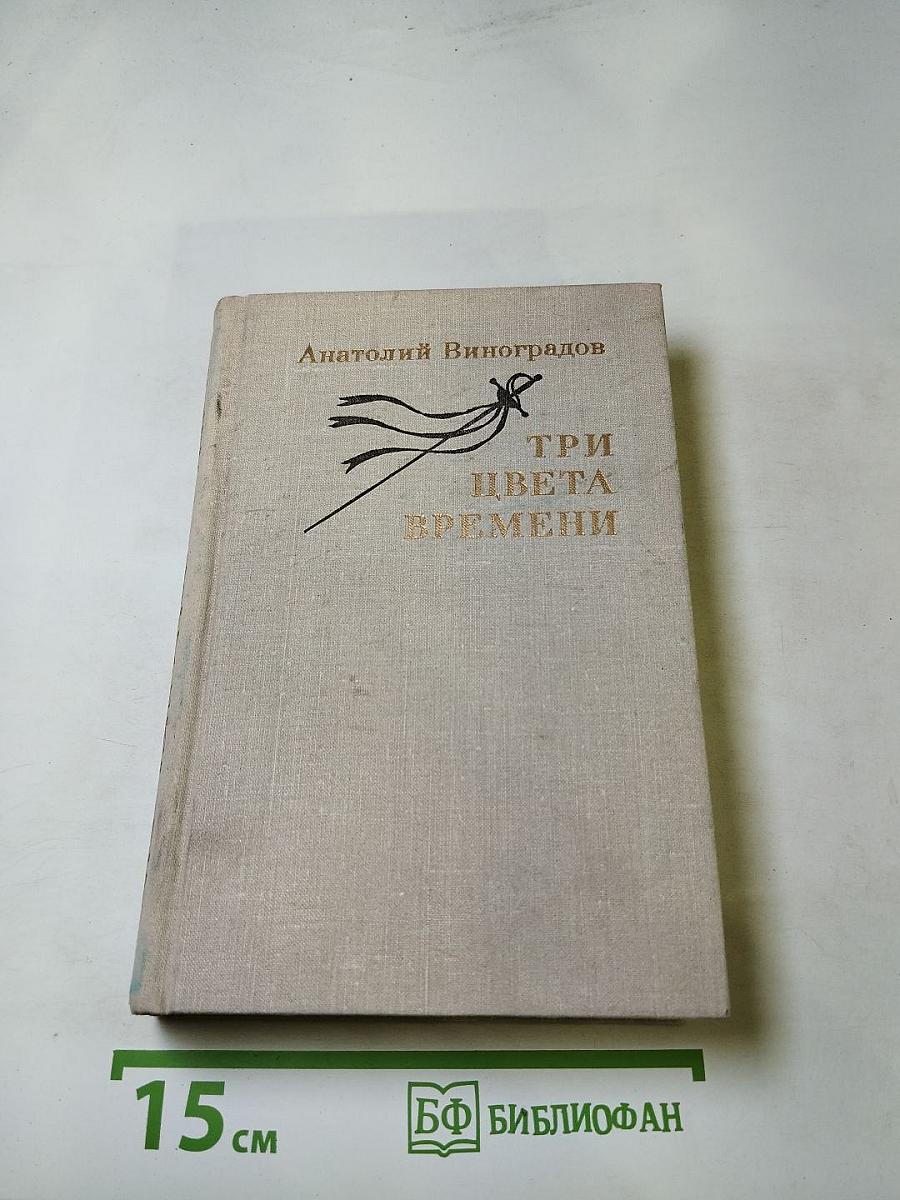 Анатолий Виноградов
ТРИ
ЦВЕТА
ВРЕМЕНИ
15 см
БФ БИБЛИОФАН